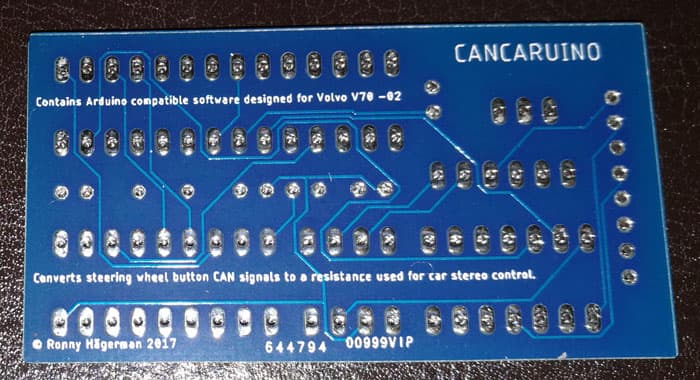 CANCARUINO
Contains Arduino compatible software designed for Volvo V70 -02
Converts steering wheel button CAN signals to a resistance used for car stereo control.
© Ronny Hägerman 2017
644794
00999VIP